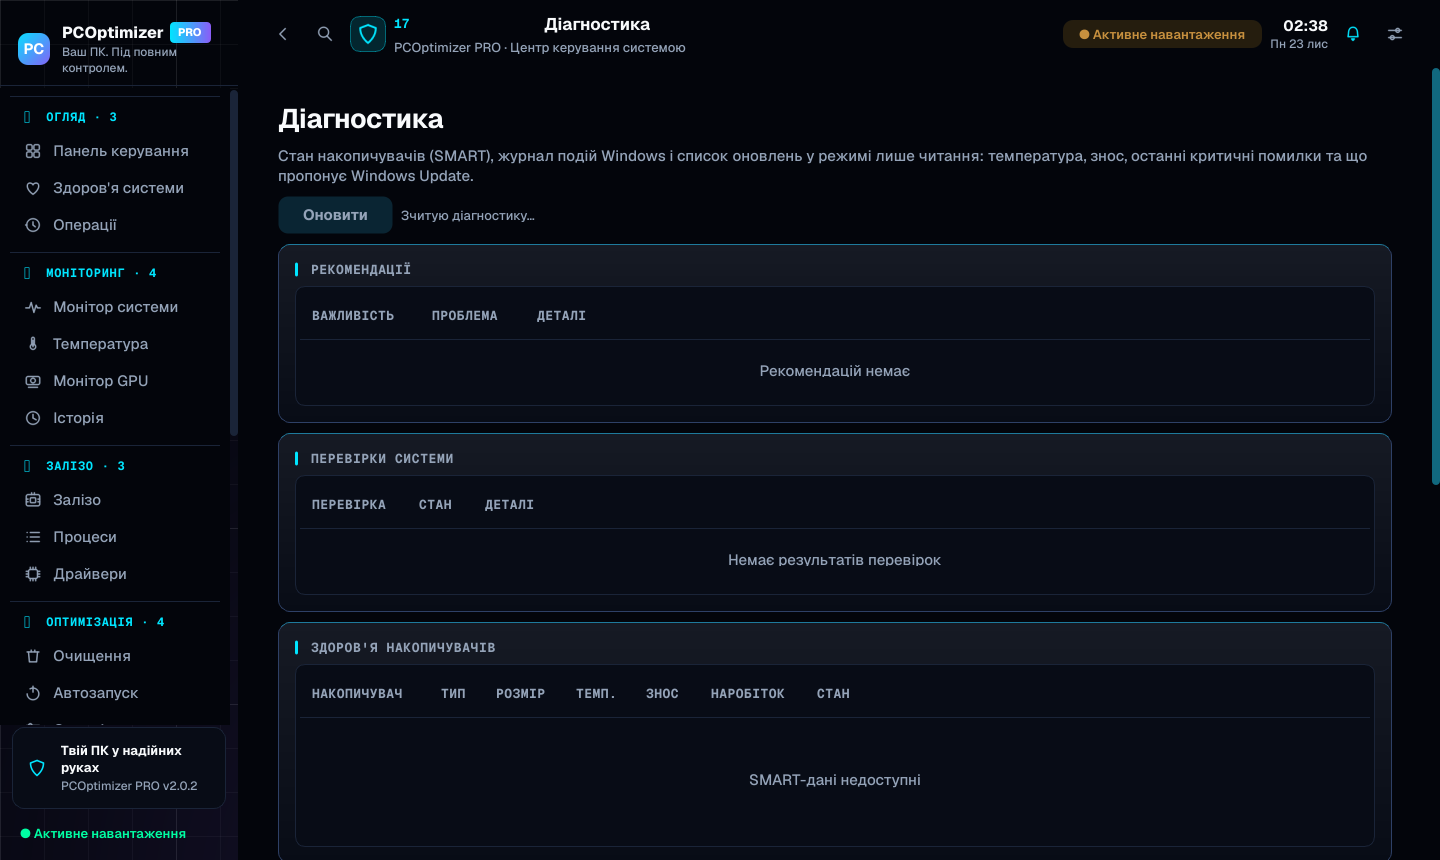 PC
PCOptimizer PRO
Ваш ПК. Під повним
контролем.
ОГЛЯД · 3
Панель керування
Здоров'я системи
Операції
МОНІТОРИНГ · 4
Монітор системи
Температура
Монітор GPU
Історія
ЗАЛІЗО · 3
Залізо
Процеси
Драйвери
ОПТИМІЗАЦІЯ · 4
Очищення
Автозапуск
Твій ПК у надійних
руках
PCOptimizer PRO v2.0.2
Активне навантаження
17
Діагностика
PCOptimizer PRO · Центр керування системою
Активне навантаження
02:38
Пн 23 лис
Діагностика
Стан накопичувачів (SMART), журнал подій Windows і список оновлень у режимі лише читання: температура, знос, останні критичні помилки та що
пропонує Windows Update.
Оновити
Зчитую діагностику…
РЕКОМЕНДАЦІЇ
ВАЖЛИВІСТЬ ПРОБЛЕМА ДЕТАЛІ
Рекомендацій немає
ПЕРЕВІРКИ СИСТЕМИ
ПЕРЕВІРКА СТАН ДЕТАЛІ
Немає результатів перевірок
ЗДОРОВ'Я НАКОПИЧУВАЧІВ
НАКОПИЧУВАЧ ТИП РОЗМІР ТЕМП. ЗНОС НАРОБІТОК СТАН
SMART-дані недоступні